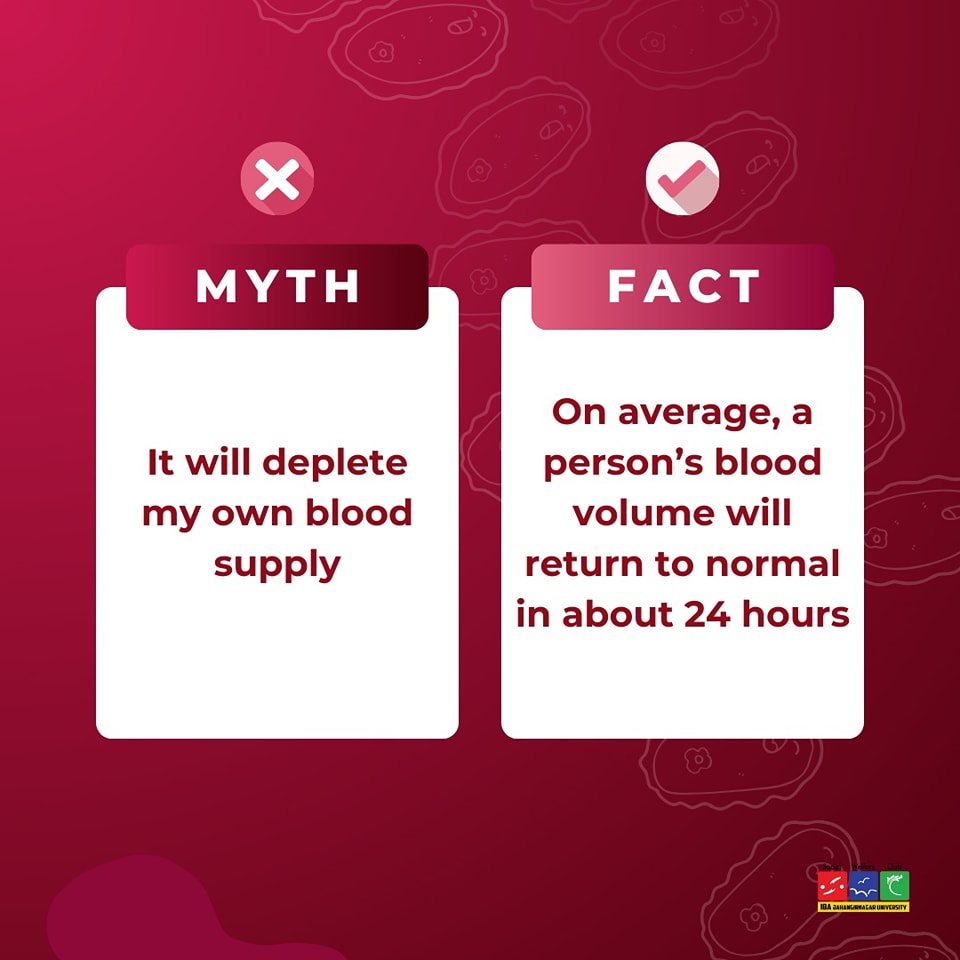 MYTH
It will deplete
my own blood
supply
FACT
On average, a
person’s blood
volume will
return to normal
in about 24 hours
IBA JAHANGIRNAGAR UNIVERSITY